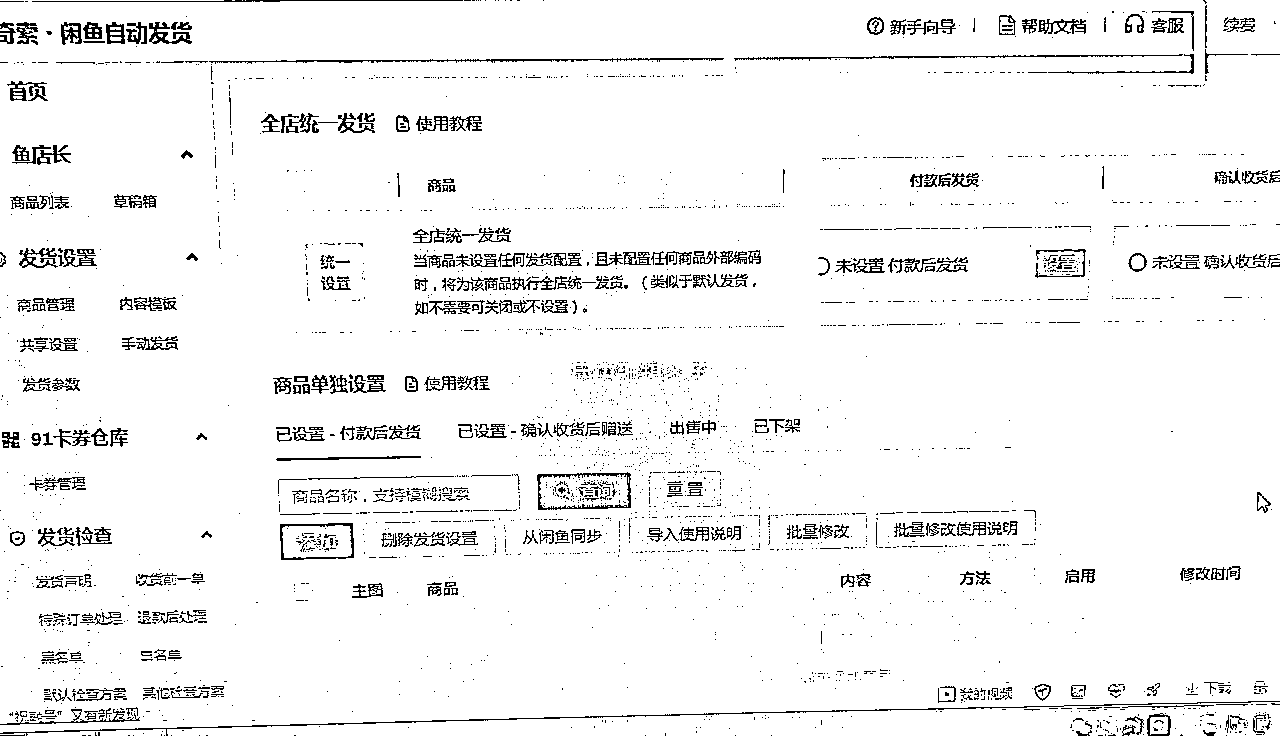 奇索·闲鱼自动发货
新手向导 | 帮助文档 | 客服 续费
首页
鱼店长
商品列表 草稿箱
发货设置
商品管理 内容模板
共享设置 手动发货
发货参数
91卡券仓库
卡券管理
发货检查
发货声明 收货前一单
特殊订单处理 退款后处理
黑名单 白名单
默认检查方案 其他检查方案
又有新发现
全店统一发货 使用教程
商品 付款后发货 确认收货后
统一设置
全店统一发货
当商品未设置任何发货配置，且未配置任何商品外部编码
时，将为该商品执行全店统一发货。（类似于默认发货，
如不需要可关闭或不设置）。
未设置 付款后发货 设置 未设置 确认收货后
商品单独设置 使用教程
已设置 - 付款后发货 已设置 - 确认收货后赠送 出售中 已下架
商品名称，支持模糊搜索 查询 重置
添加 删除发货设置 从闲鱼同步 导入使用说明 批量修改 批量修改使用说明
主图 商品 内容 方法 启用 修改时间
我的视频 下载